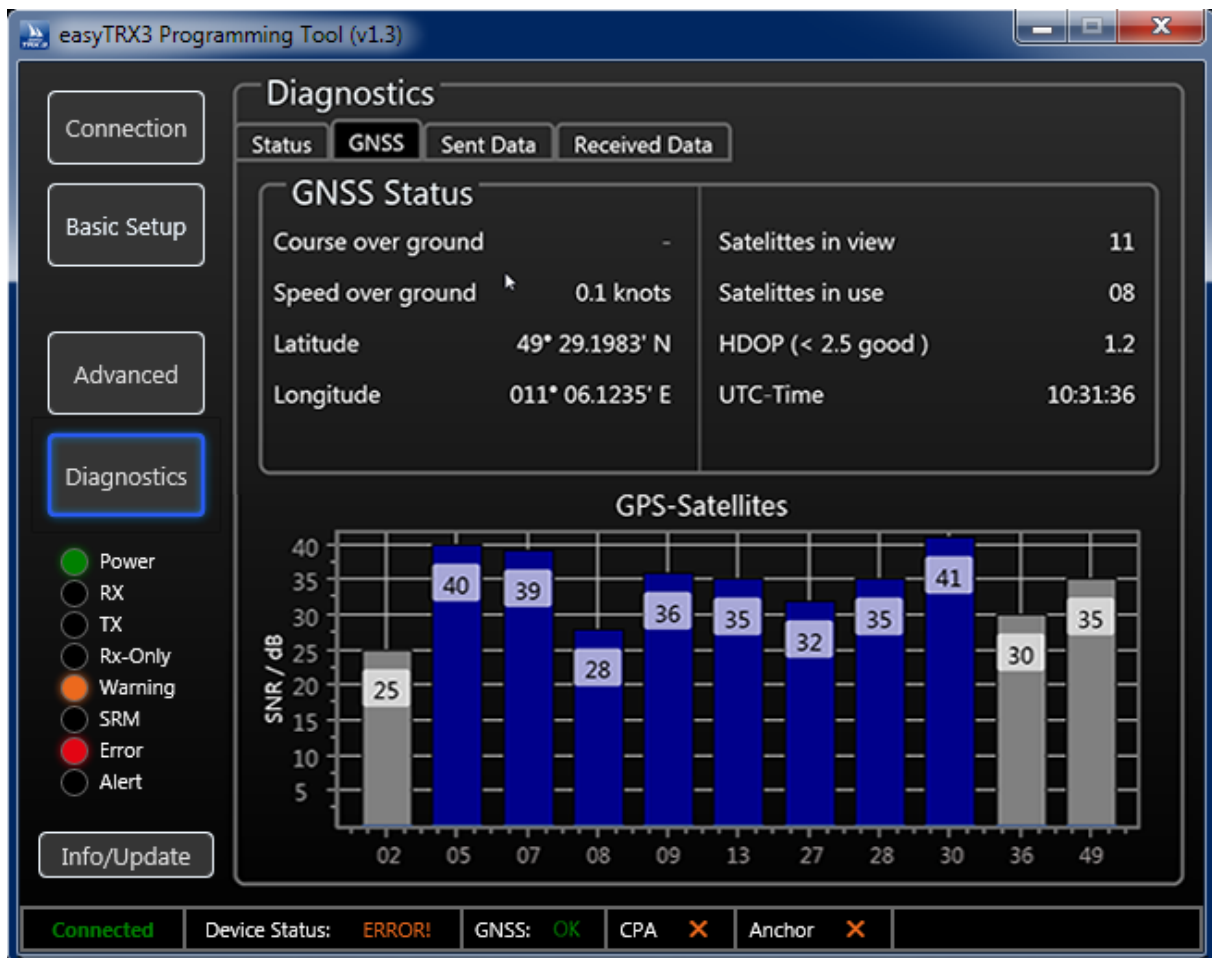 easyTRX3 Programming Tool (v1.3)
Connection
Basic Setup
Advanced
Diagnostics
Power
RX
TX
Rx-Only
Warning
SRM
Error
Alert
Info/Update
Diagnostics
Status GNSS Sent Data Received Data
GNSS Status
Course over ground -
Speed over ground 0.1 knots
Latitude 49° 29.1983' N
Longitude 011° 06.1235' E
Satelittes in view 11
Satelittes in use 08
HDOP (< 2.5 good ) 1.2
UTC-Time 10:31:36
GPS-Satellites
SNR / dB
40
35
30
25
20
15
10
5
25 40 39 28 36 35 32 35 41 30 35
02 05 07 08 09 13 27 28 30 36 49
Connected Device Status: ERROR! GNSS: OK CPA ✕ Anchor ✕